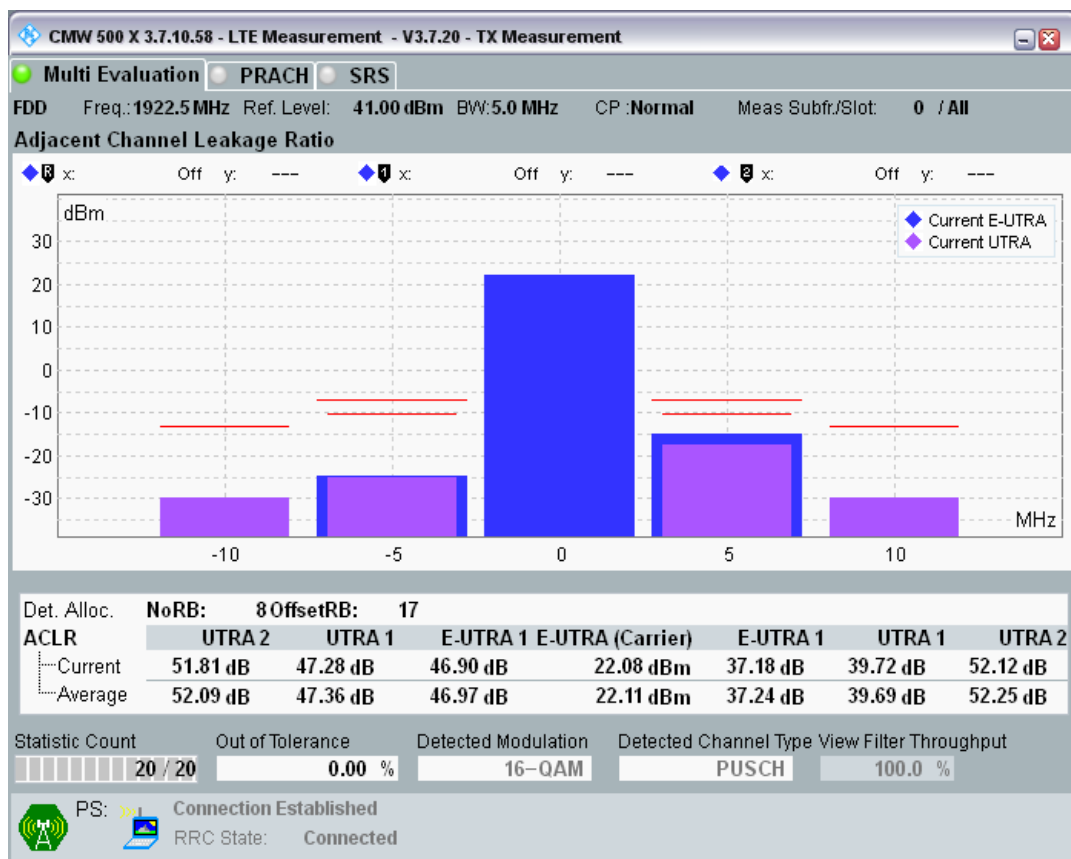 CMW 500 X 3.7.10.58 - LTE Measurement - V3.7.20 - TX Measurement
Multi Evaluation PRACH SRS
FDD Freq.: 1922.5 MHz Ref. Level: 41.00 dBm BW: 5.0 MHz CP : Normal Meas Subfr./Slot: 0 / All
Adjacent Channel Leakage Ratio
R x: Off y: --- 1 x: Off y: --- 2 x: Off y: ---
dBm
Current E-UTRA
Current UTRA
30
20
10
0
-10
-20
-30
MHz
-10 -5 0 5 10
Det. Alloc. NoRB: 8 OffsetRB: 17
ACLR UTRA 2 UTRA 1 E-UTRA 1 E-UTRA (Carrier) E-UTRA 1 UTRA 1 UTRA 2
Current 51.81 dB 47.28 dB 46.90 dB 22.08 dBm 37.18 dB 39.72 dB 52.12 dB
Average 52.09 dB 47.36 dB 46.97 dB 22.11 dBm 37.24 dB 39.69 dB 52.25 dB
Statistic Count Out of Tolerance Detected Modulation Detected Channel Type View Filter Throughput
20 / 20 0.00 % 16-QAM PUSCH 100.0 %
PS: Connection Established
RRC State: Connected